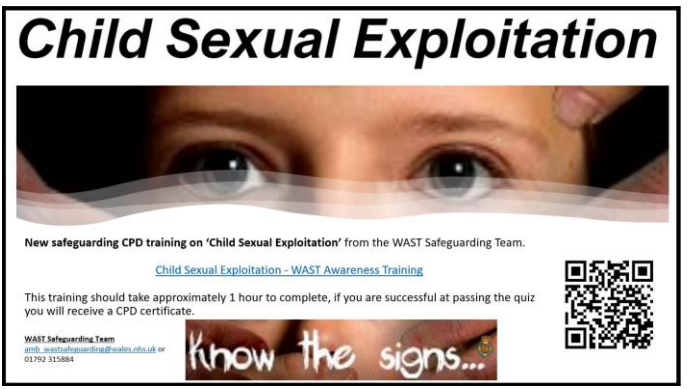 Child Sexual Exploitation
New safeguarding CPD training on ‘Child Sexual Exploitation’ from the WAST Safeguarding Team.
Child Sexual Exploitation - WAST Awareness Training
This training should take approximately 1 hour to complete, if you are successful at passing the quiz
you will receive a CPD certificate.
WAST Safeguarding Team
amb_wastsafeguarding@wales.nhs.uk or
01792 315884
Know the signs...